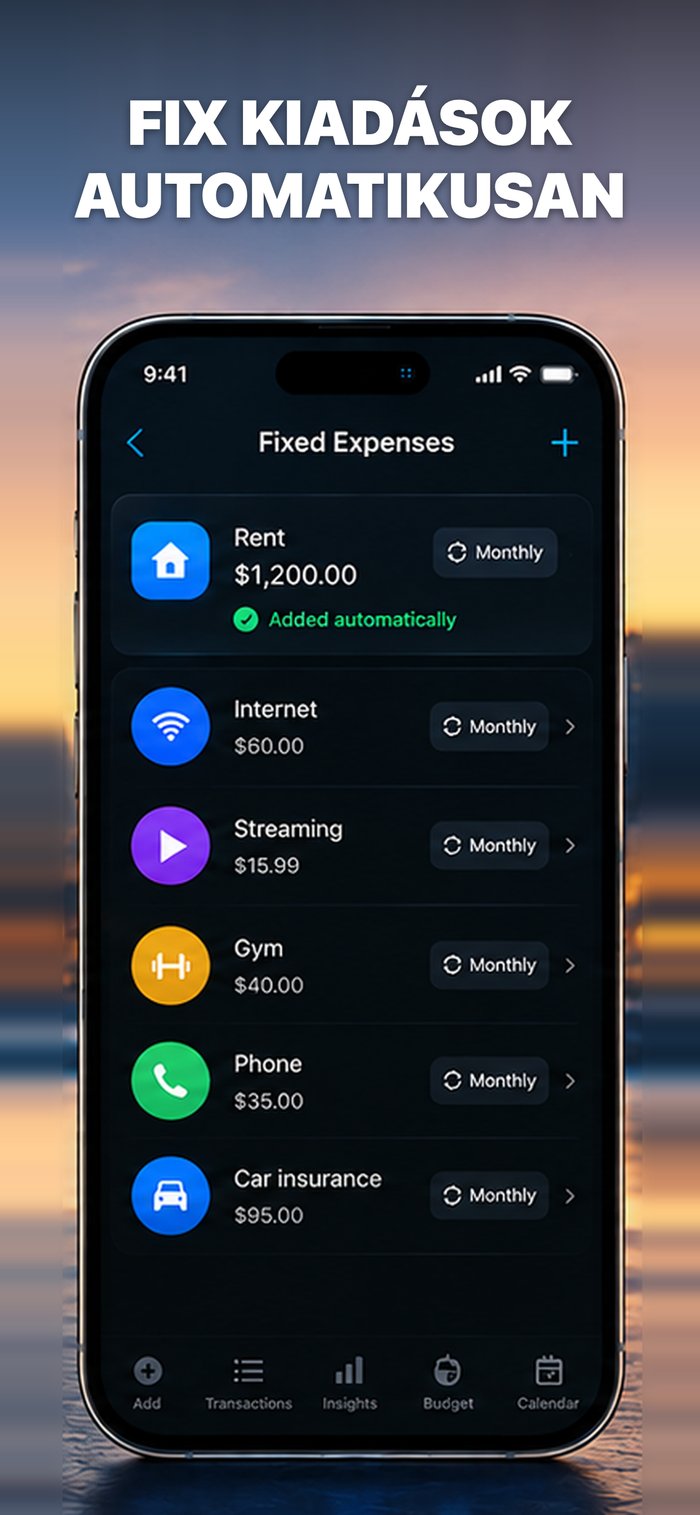 FIX KIADÁSOK
AUTOMATIKUSAN
9:41
Fixed Expenses
Rent
$1,200.00
Monthly
Added automatically
Internet
$60.00
Monthly
Streaming
$15.99
Monthly
Gym
$40.00
Monthly
Phone
$35.00
Monthly
Car insurance
$95.00
Monthly
Add
Transactions
Insights
Budget
Calendar